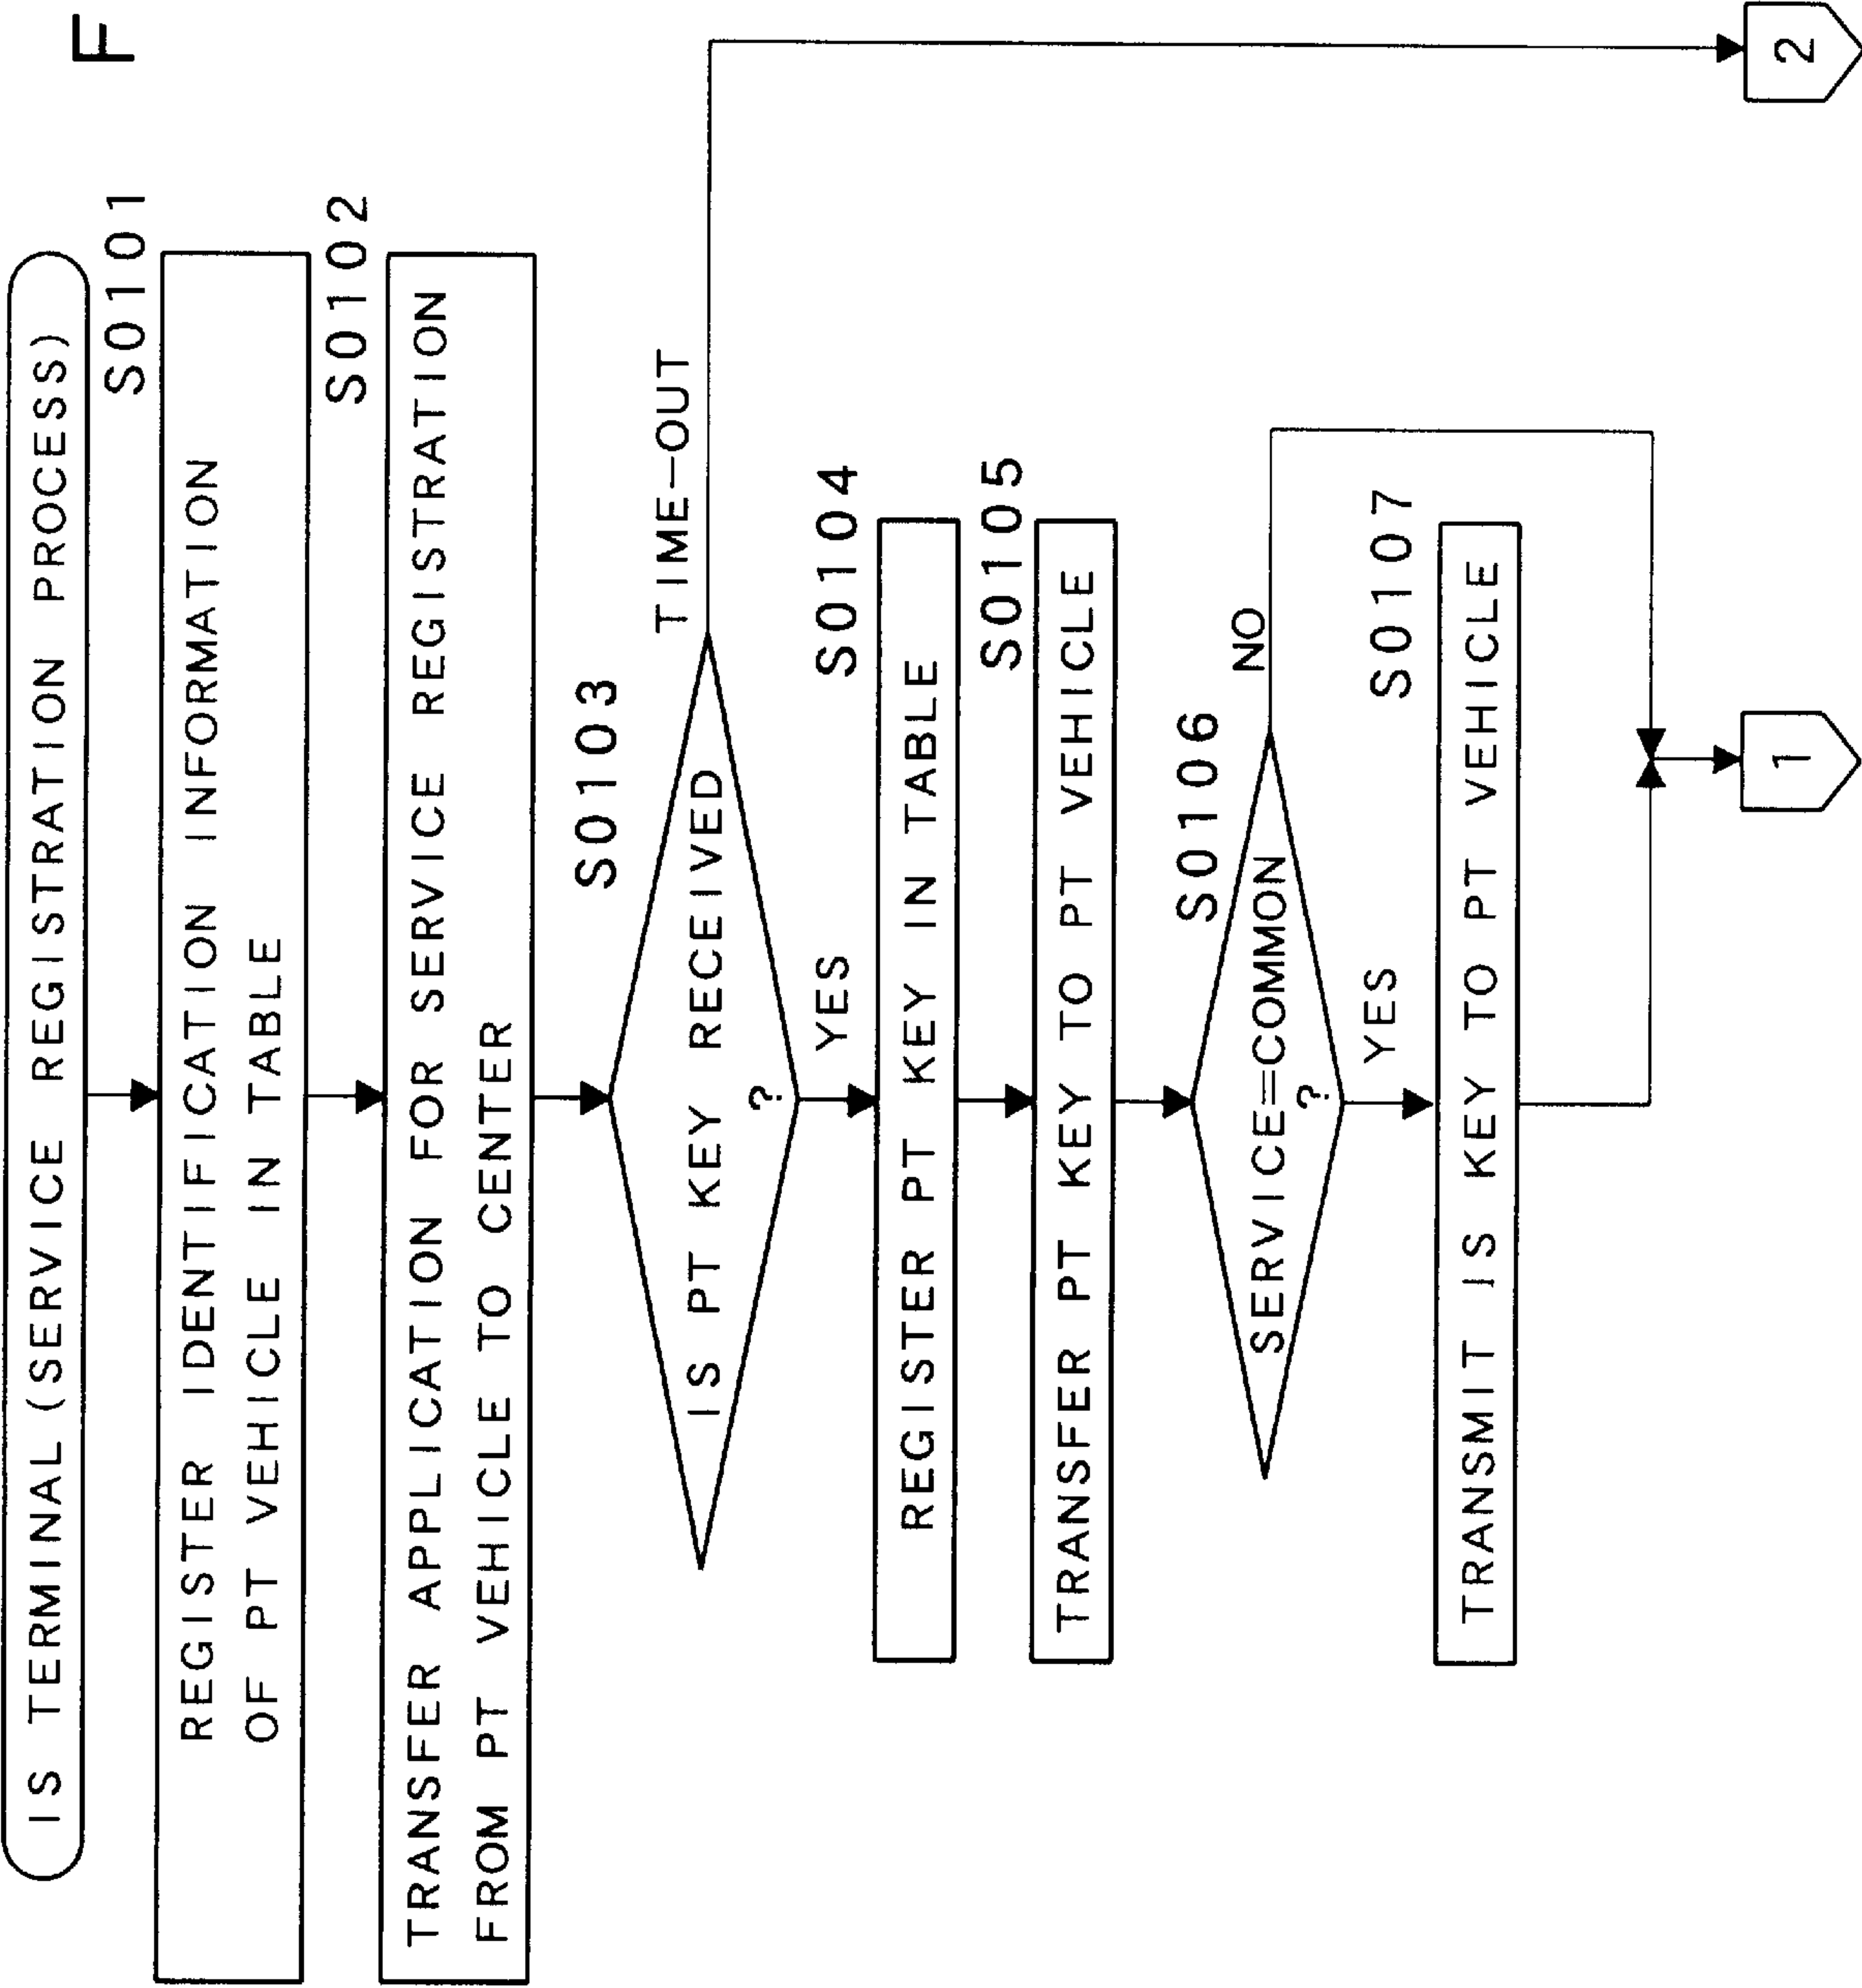 F
IS TERMINAL (SERVICE REGISTRATION PROCESS)
S0101
REGISTER IDENTIFICATION INFORMATION
OF PT VEHICLE IN TABLE
S0102
TRANSFER APPLICATION FOR SERVICE REGISTRATION
FROM PT VEHICLE TO CENTER
S0103
IS PT KEY RECEIVED
?
TIME-OUT
YES
S0104
REGISTER PT KEY IN TABLE
S0105
TRANSFER PT KEY TO PT VEHICLE
S0106
SERVICE=COMMON
?
NO
YES
S0107
TRANSMIT IS KEY TO PT VEHICLE
1
2